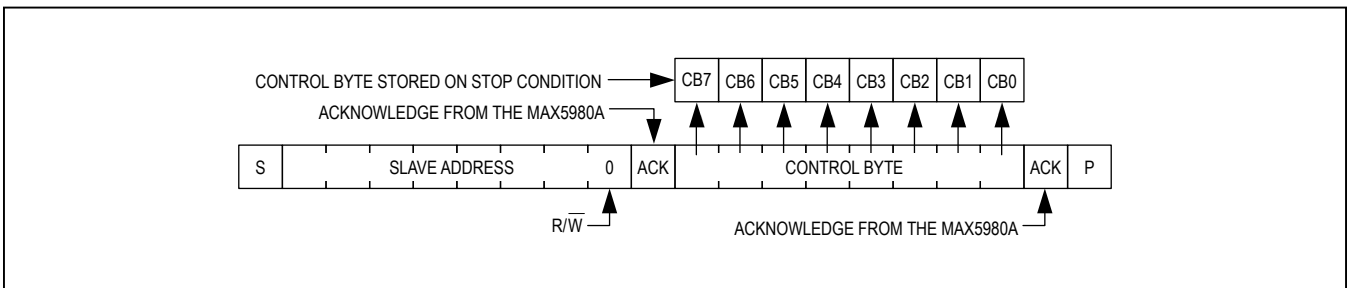 CONTROL BYTE STORED ON STOP CONDITION CB7 CB6 CB5 CB4 CB3 CB2 CB1 CB0
ACKNOWLEDGE FROM THE MAX5980A
S SLAVE ADDRESS 0 ACK CONTROL BYTE ACK P
R/W̅ ACKNOWLEDGE FROM THE MAX5980A